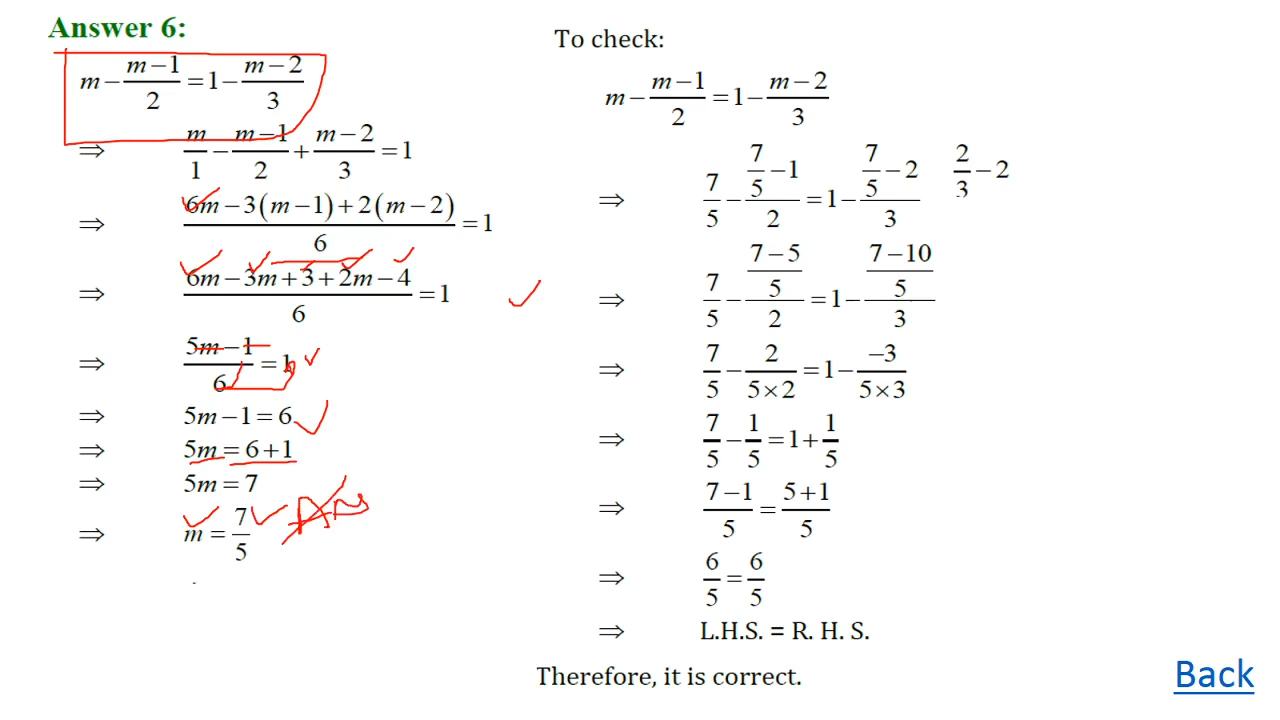 Answer 6:
m − (m−1)/2 = 1 − (m−2)/3
⇒ m/1 − (m−1)/2 + (m−2)/3 = 1
⇒ (6m − 3(m−1) + 2(m−2))/6 = 1
⇒ (6m − 3m + 3 + 2m − 4)/6 = 1
⇒ (5m − 1)/6 = 1
⇒ 5m − 1 = 6
⇒ 5m = 6 + 1
⇒ 5m = 7
⇒ m = 7/5 Ans
To check:
m − (m−1)/2 = 1 − (m−2)/3
⇒ 7/5 − (7/5 − 1)/2 = 1 − (7/5 − 2)/3 2/3 − 2
⇒ 7/5 − ((7−5)/5)/2 = 1 − ((7−10)/5)/3
⇒ 7/5 − 2/(5×2) = 1 − −3/(5×3)
⇒ 7/5 − 1/5 = 1 + 1/5
⇒ (7−1)/5 = (5+1)/5
⇒ 6/5 = 6/5
⇒ L.H.S. = R. H. S.
Therefore, it is correct.
Back